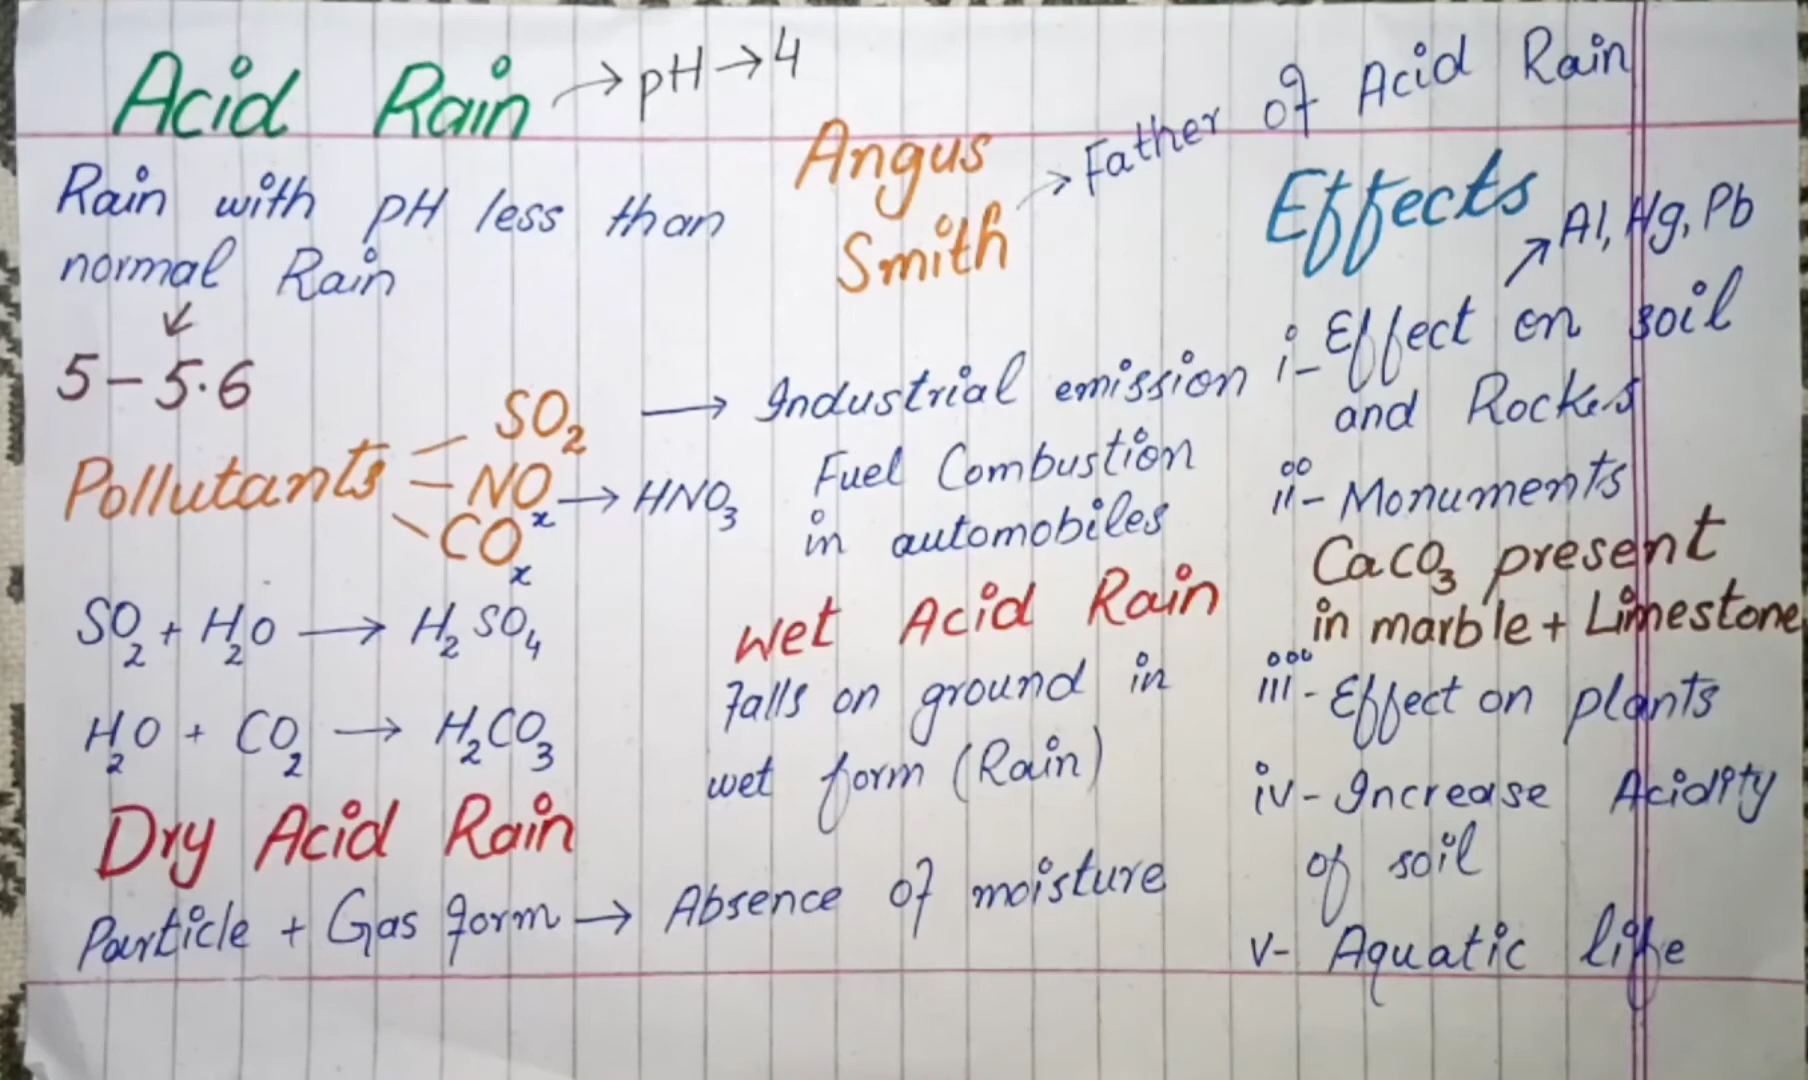 Acid Rain → pH → 4
Rain with pH less than
normal Rain
↙
5 – 5.6
Angus
Smith → Father of Acid Rain
Pollutants
SO₂ → Industrial emission
NOx → HNO₃
COx
Fuel Combustion
in automobiles
SO₂ + H₂O → H₂SO₄
H₂O + CO₂ → H₂CO₃
Wet Acid Rain
Falls on ground in
wet form (Rain)
Dry Acid Rain
Particle + Gas form → Absence of moisture
Effects
↗ Al, Hg, Pb
i- Effect on soil
and Rockes
ii- Monuments
CaCO₃ present
in marble + Limestone
iii- Effect on plants
iv- Increase Acidity
of soil
v- Aquatic life